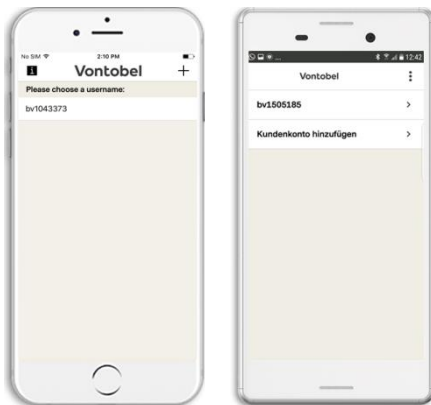 No SIM 2:10 PM
Vontobel
Please choose a username:
bv1043373
12:42
Vontobel
bv1505185
Kundenkonto hinzufügen